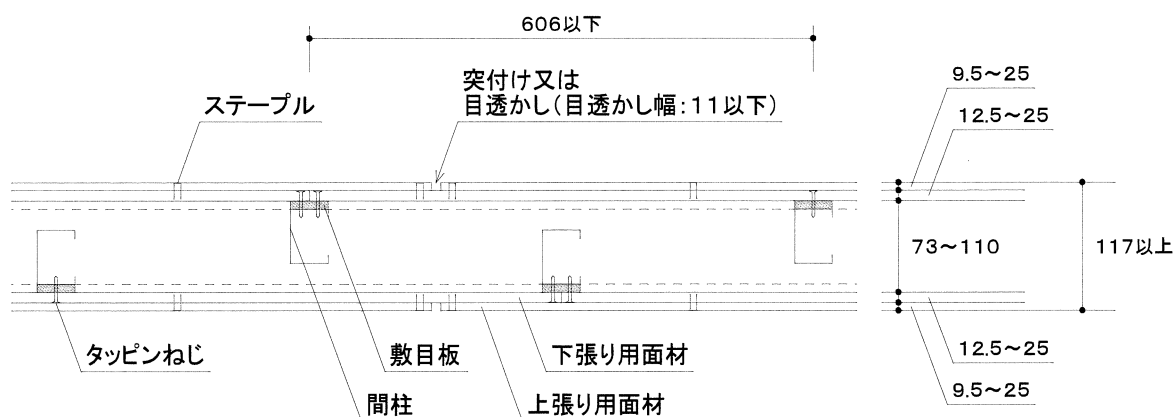 606以下
突付け又は
目透かし(目透かし幅:11以下)
ステープル
9.5～25
12.5～25
73～110
117以上
タッピンねじ
敷目板
下張り用面材
12.5～25
間柱
上張り用面材
9.5～25